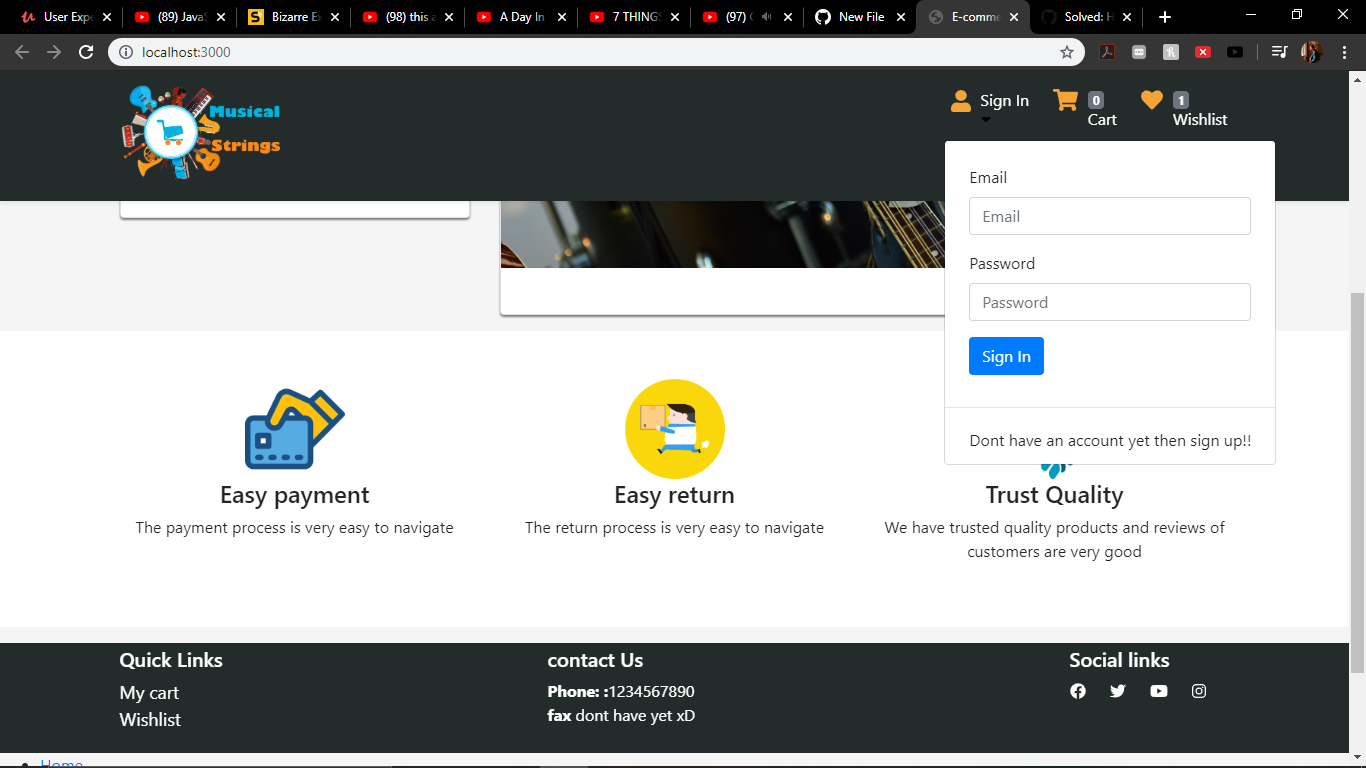 User Expe
(89) JavaS
Bizarre Ex
(98) this a
A Day In
7 THINGS
(97) (
New File
E-comme
Solved: H
localhost:3000
Musical
Strings
Sign In
0
Cart
1
Wishlist
Email
Email
Password
Password
Sign In
Dont have an account yet then sign up!!
Easy payment
The payment process is very easy to navigate
Easy return
The return process is very easy to navigate
Trust Quality
We have trusted quality products and reviews of
customers are very good
Quick Links
My cart
Wishlist
contact Us
Phone: :1234567890
fax dont have yet xD
Social links
Home